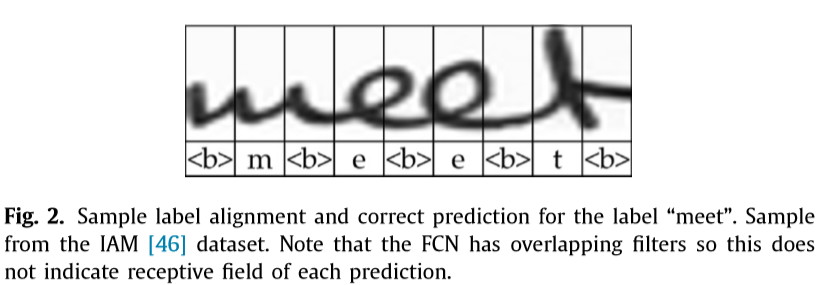 meet
<b> m <b> e <b> e <b> t <b>
Fig. 2. Sample label alignment and correct prediction for the label “meet”. Sample
from the IAM [46] dataset. Note that the FCN has overlapping filters so this does
not indicate receptive field of each prediction.